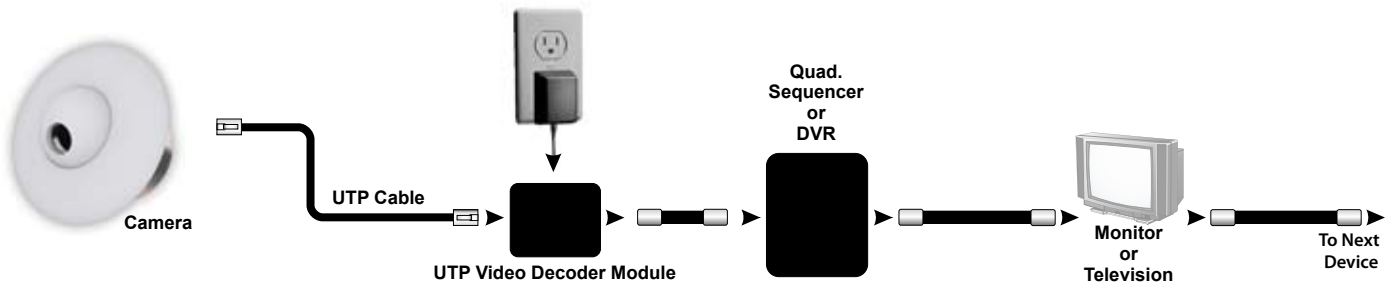 Camera
UTP Cable
UTP Video Decoder Module
Quad.
Sequencer
or
DVR
Monitor
or
Television
To Next
Device